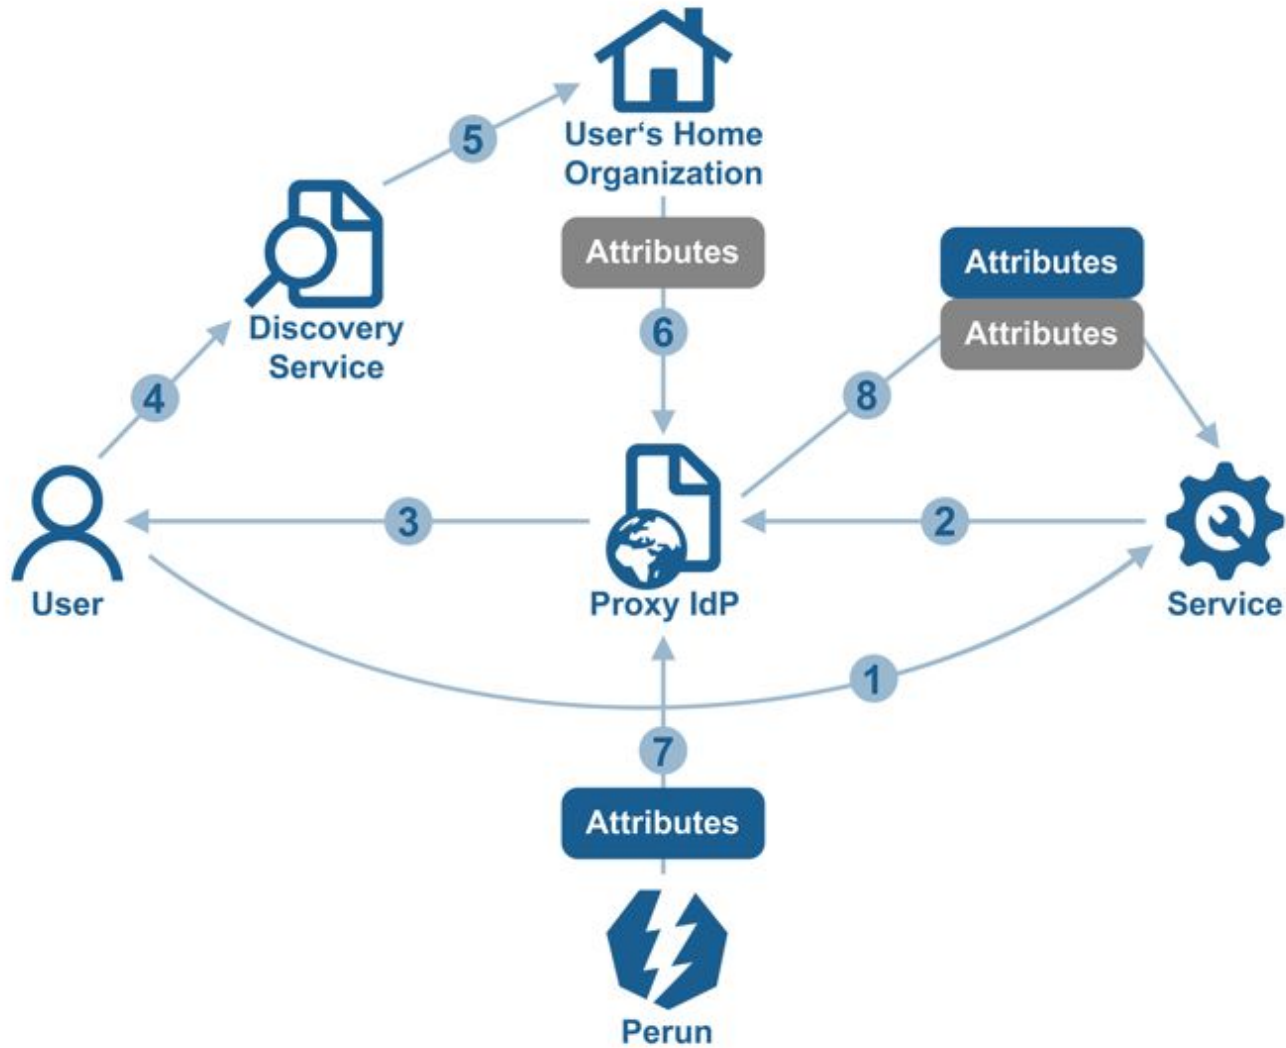 User‘s Home
Organization
5
Attributes
Attributes
Attributes
Discovery
Service
6
8
4
3
2
User
Proxy IdP
Service
1
7
Attributes
Perun